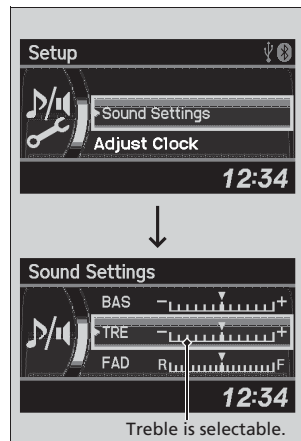 Setup
Sound Settings
Adjust Clock
12:34
Sound Settings
BAS − +
TRE − +
FAD R F
12:34
Treble is selectable.